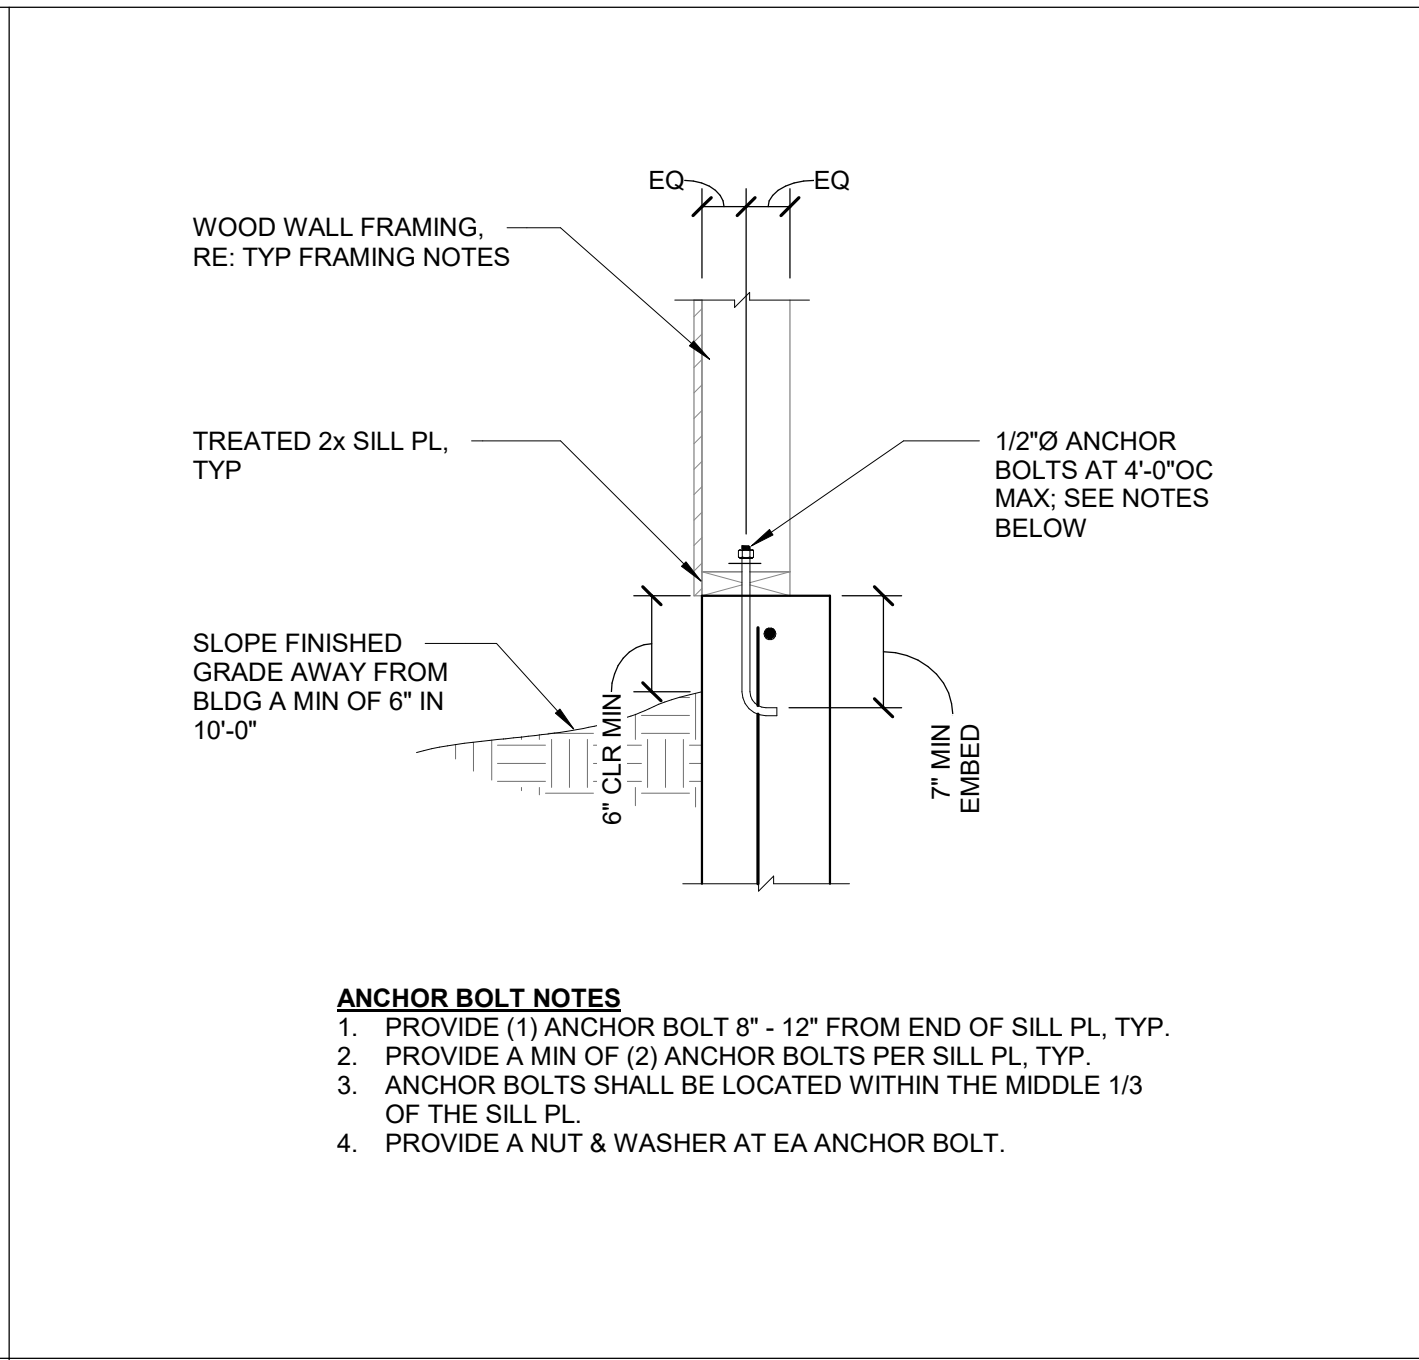 EQ
EQ
WOOD WALL FRAMING,
RE: TYP FRAMING NOTES
TREATED 2x SILL PL,
TYP
1/2"Ø ANCHOR
BOLTS AT 4'-0"OC
MAX; SEE NOTES
BELOW
SLOPE FINISHED
GRADE AWAY FROM
BLDG A MIN OF 6" IN
10'-0"
6" CLR MIN
7" MIN
EMBED
ANCHOR BOLT NOTES
1. PROVIDE (1) ANCHOR BOLT 8" - 12" FROM END OF SILL PL, TYP.
2. PROVIDE A MIN OF (2) ANCHOR BOLTS PER SILL PL, TYP.
3. ANCHOR BOLTS SHALL BE LOCATED WITHIN THE MIDDLE 1/3
OF THE SILL PL.
4. PROVIDE A NUT & WASHER AT EA ANCHOR BOLT.